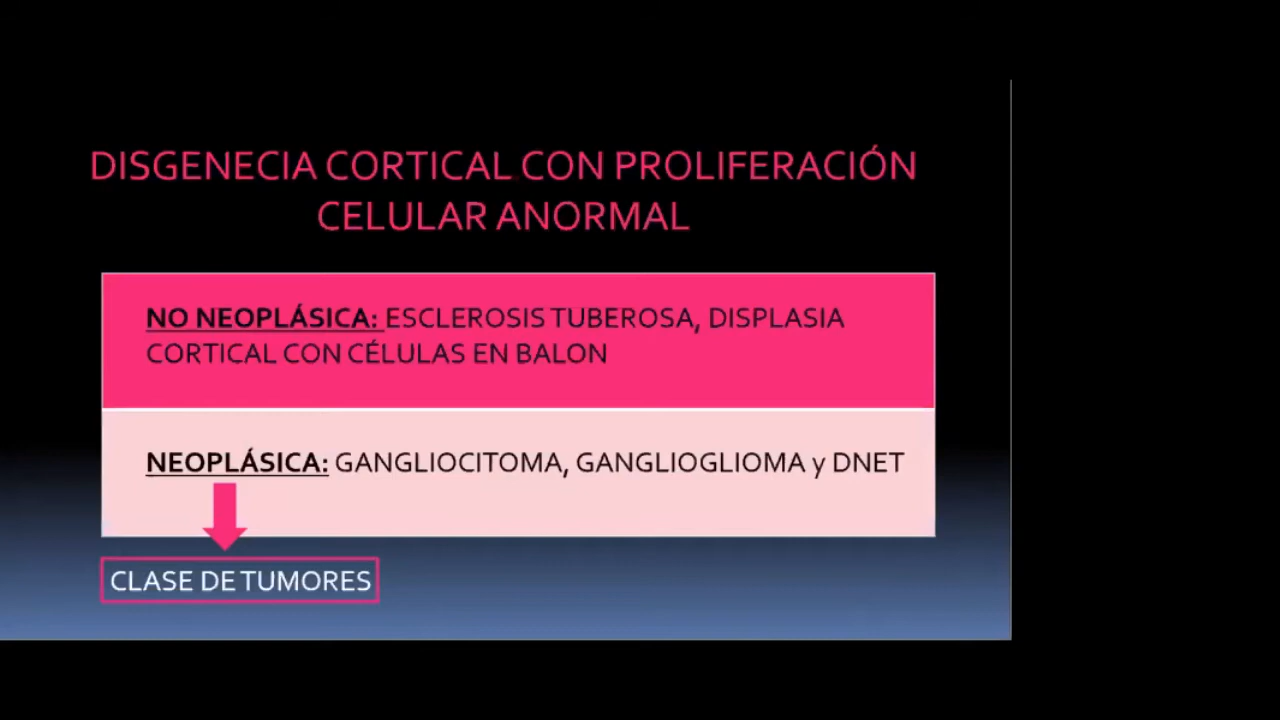 DISGENECIA CORTICAL CON PROLIFERACIÓN
CELULAR ANORMAL
NO NEOPLÁSICA: ESCLEROSIS TUBEROSA, DISPLASIA
CORTICAL CON CÉLULAS EN BALON
NEOPLÁSICA: GANGLIOCITOMA, GANGLIOGLIOMA y DNET
CLASE DE TUMORES